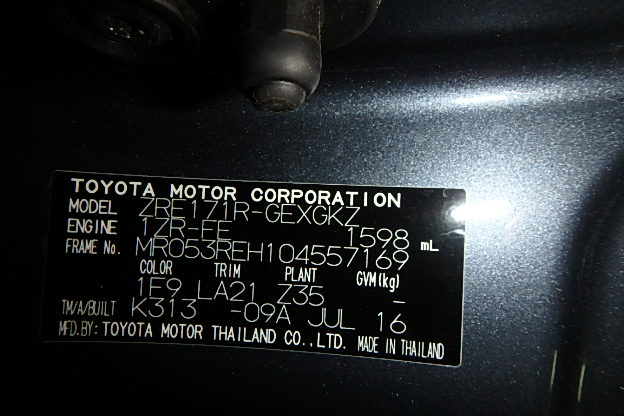 TOYOTA MOTOR CORPORATION
MODEL ZRE171R-GEXGKZ
ENGINE 1ZR-FE 1598 mL
FRAME No. MR053REH104557169
COLOR TRIM PLANT GVM(kg)
1F9 LA21 Z35 -
TM/A/BUILT K313 -09A JUL 16
MFD.BY: TOYOTA MOTOR THAILAND CO.,LTD. MADE IN THAILAND